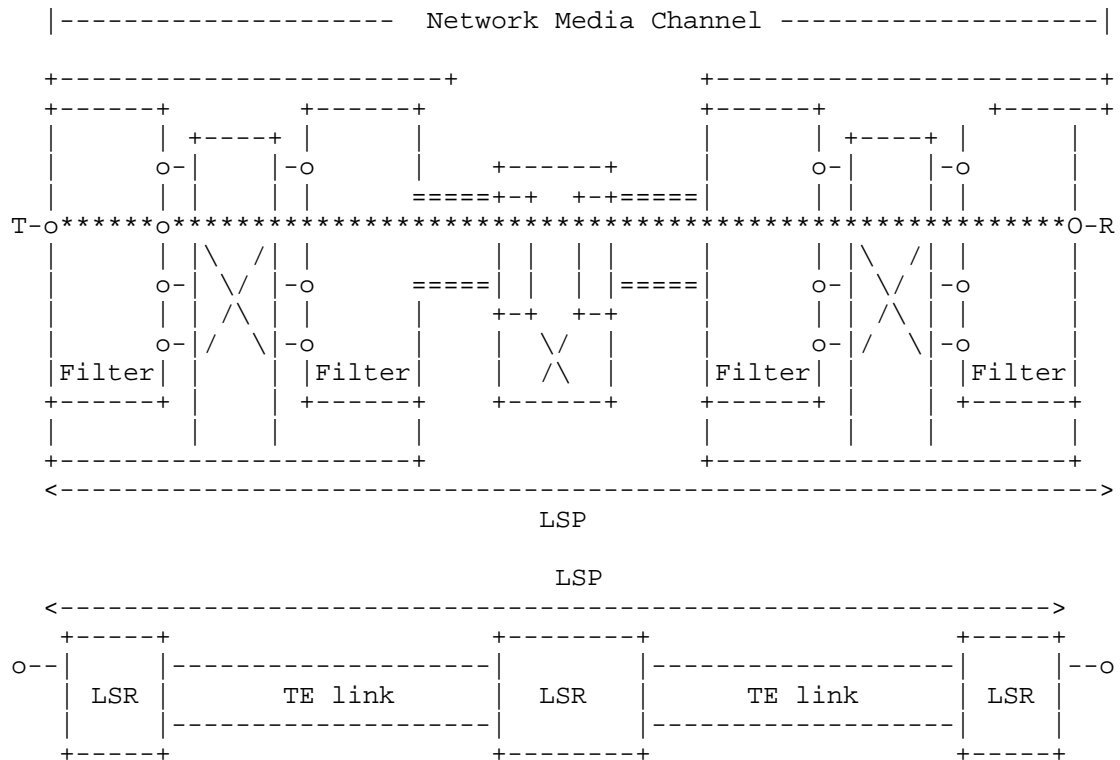 Network Media Channel
T R
Filter Filter Filter Filter
LSP
LSP
LSR TE link LSR TE link LSR